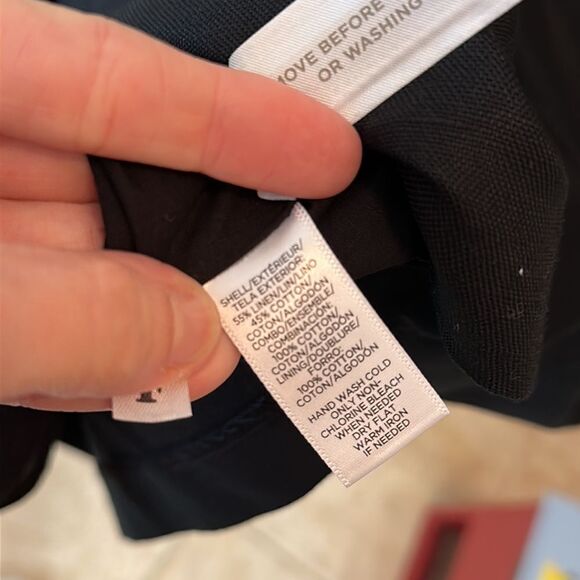 MOVE BEFORE
OR WASHING
SHELL/EXTÉRIEUR/
TELA EXTERIOR:
55% LINEN/LIN/LINO
45% COTTON/
COTON/ALGODÓN
COMBO/ENSEMBLE/
COMBINACIÓN:
100% COTTON/
COTON/ALGODÓN
LINING/DOUBLURE/
FORRO:
100% COTTON/
COTON/ALGODÓN
HAND WASH COLD
ONLY NON-
CHLORINE BLEACH
WHEN NEEDED
DRY FLAT
WARM IRON
IF NEEDED